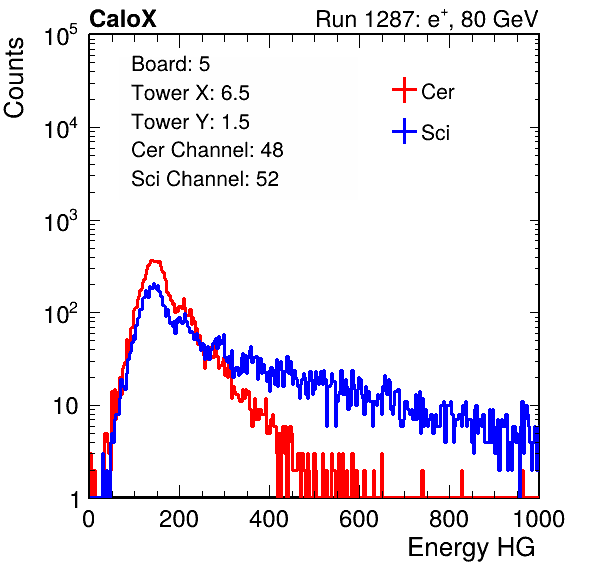 CaloX Run 1287: e⁺, 80 GeV
Board: 5
Tower X: 6.5
Tower Y: 1.5
Cer Channel: 48
Sci Channel: 52
Cer
Sci
Counts
10⁵
10⁴
10³
10²
10
1
0 200 400 600 800 1000
Energy HG